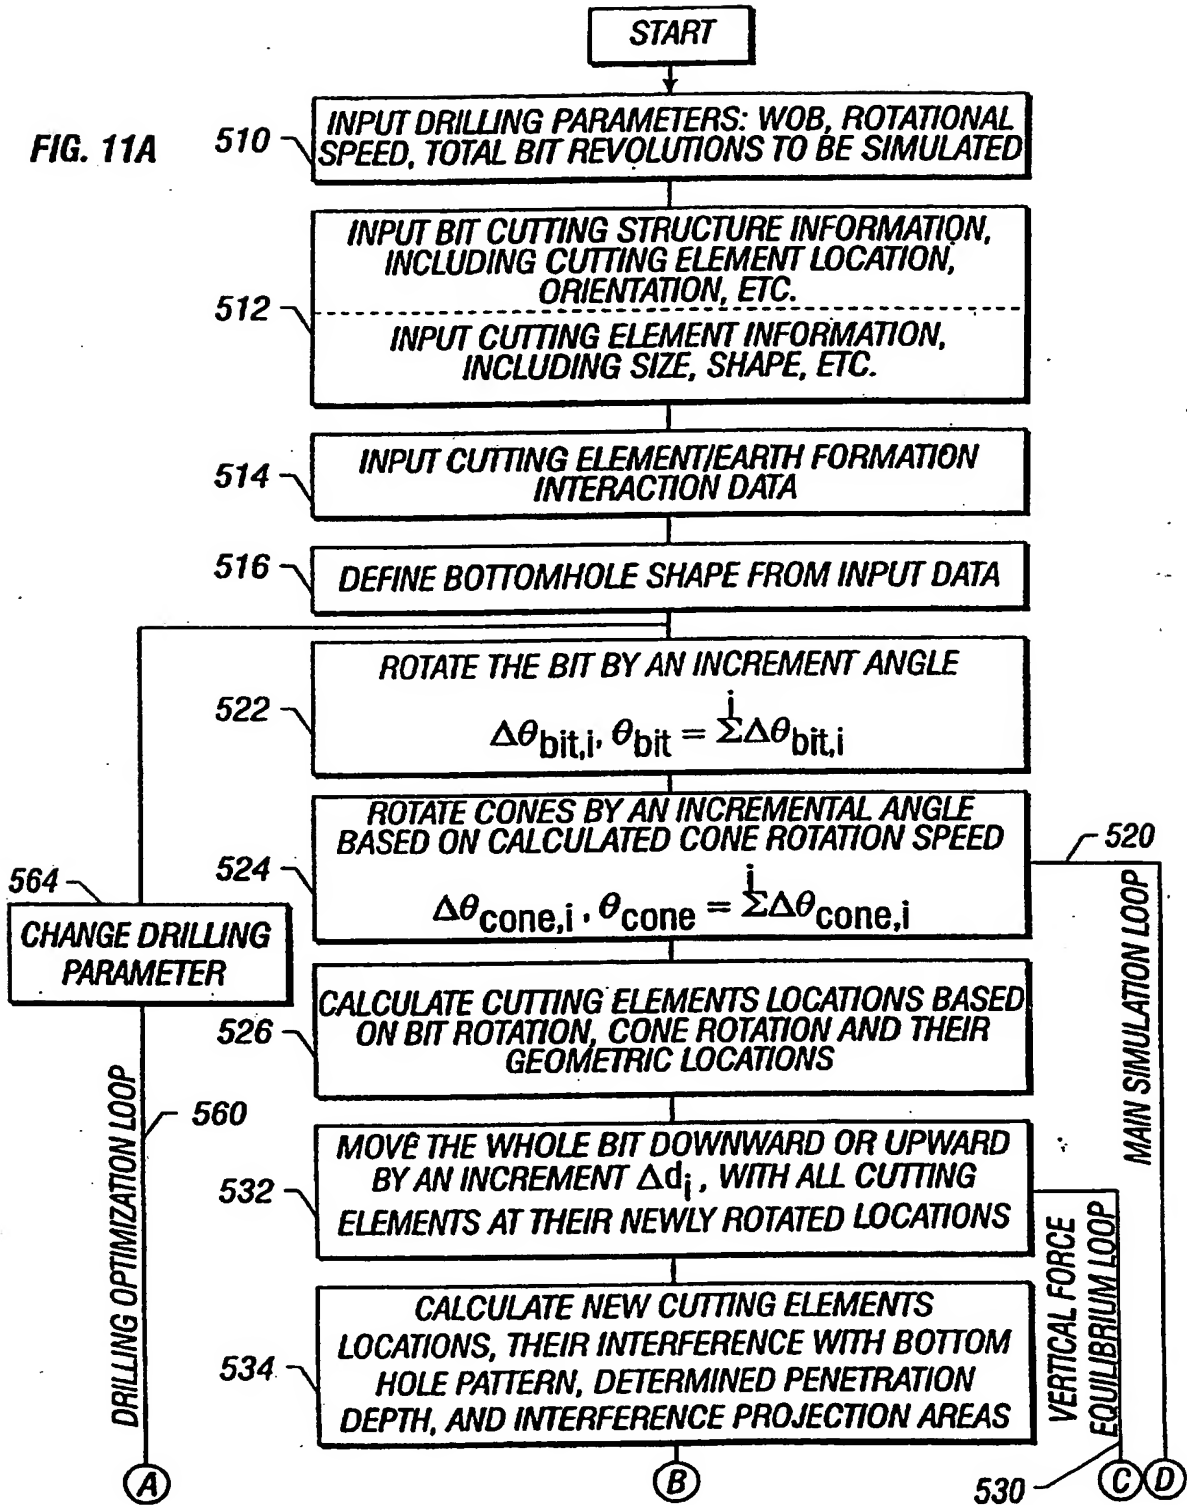 START
FIG. 11A
510
INPUT DRILLING PARAMETERS: WOB, ROTATIONAL
SPEED, TOTAL BIT REVOLUTIONS TO BE SIMULATED
512
INPUT BIT CUTTING STRUCTURE INFORMATION,
INCLUDING CUTTING ELEMENT LOCATION,
ORIENTATION, ETC.
INPUT CUTTING ELEMENT INFORMATION,
INCLUDING SIZE, SHAPE, ETC.
514
INPUT CUTTING ELEMENT/EARTH FORMATION
INTERACTION DATA
516
DEFINE BOTTOMHOLE SHAPE FROM INPUT DATA
522
ROTATE THE BIT BY AN INCREMENT ANGLE
Δθbit,i, θbit = Σ^i Δθbit,i
524
ROTATE CONES BY AN INCREMENTAL ANGLE
BASED ON CALCULATED CONE ROTATION SPEED
Δθcone,i, θcone = Σ^i Δθcone,i
520
MAIN SIMULATION LOOP
564
CHANGE DRILLING
PARAMETER
526
CALCULATE CUTTING ELEMENTS LOCATIONS BASED
ON BIT ROTATION, CONE ROTATION AND THEIR
GEOMETRIC LOCATIONS
560
DRILLING OPTIMIZATION LOOP
532
MOVE THE WHOLE BIT DOWNWARD OR UPWARD
BY AN INCREMENT Δdi, WITH ALL CUTTING
ELEMENTS AT THEIR NEWLY ROTATED LOCATIONS
VERTICAL FORCE
EQUILIBRIUM LOOP
534
CALCULATE NEW CUTTING ELEMENTS
LOCATIONS, THEIR INTERFERENCE WITH BOTTOM
HOLE PATTERN, DETERMINED PENETRATION
DEPTH, AND INTERFERENCE PROJECTION AREAS
530
A
B
C
D